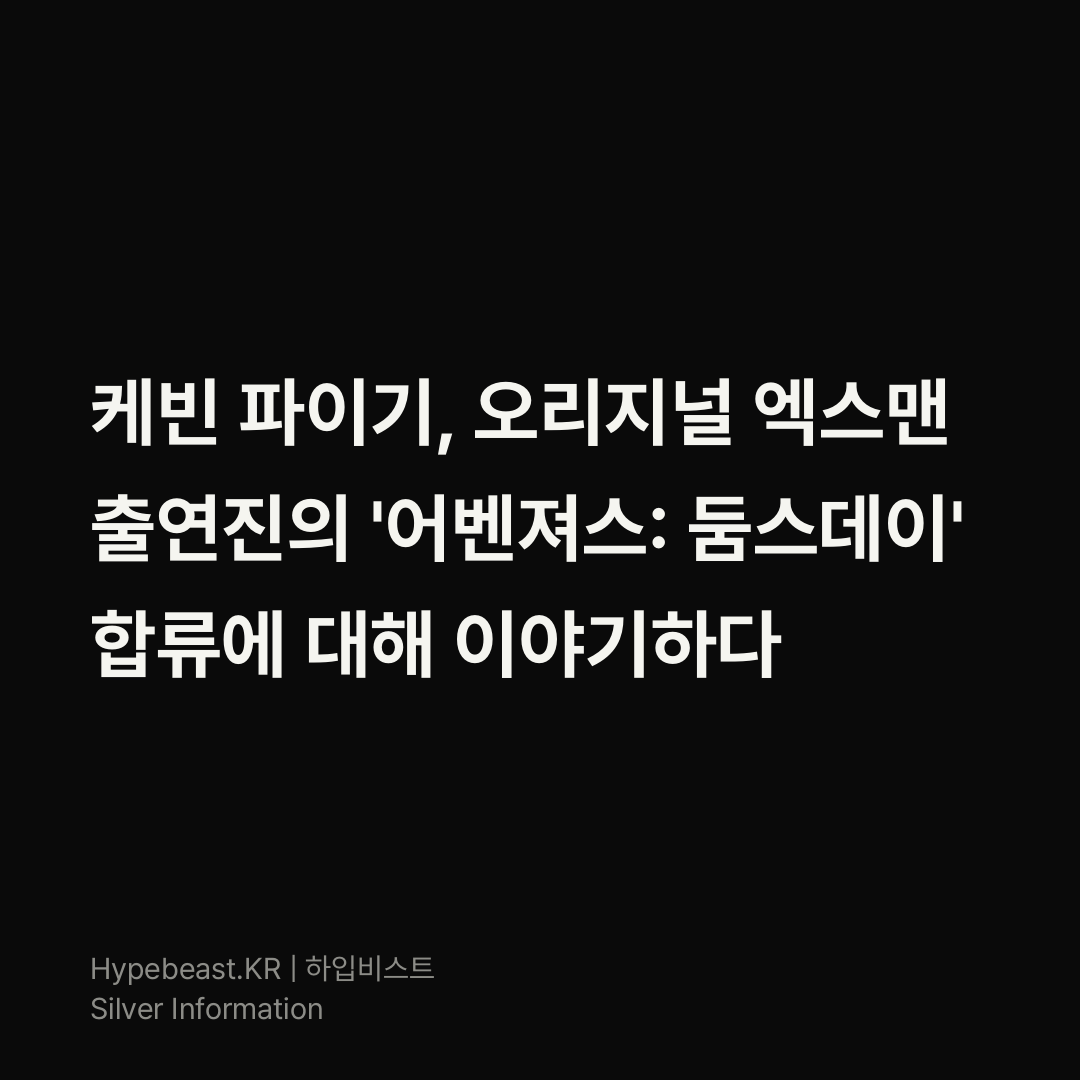 케빈 파이기, 오리지널 엑스맨
출연진의 '어벤져스: 둠스데이'
합류에 대해 이야기하다
Hypebeast.KR | 하입비스트
Silver Information